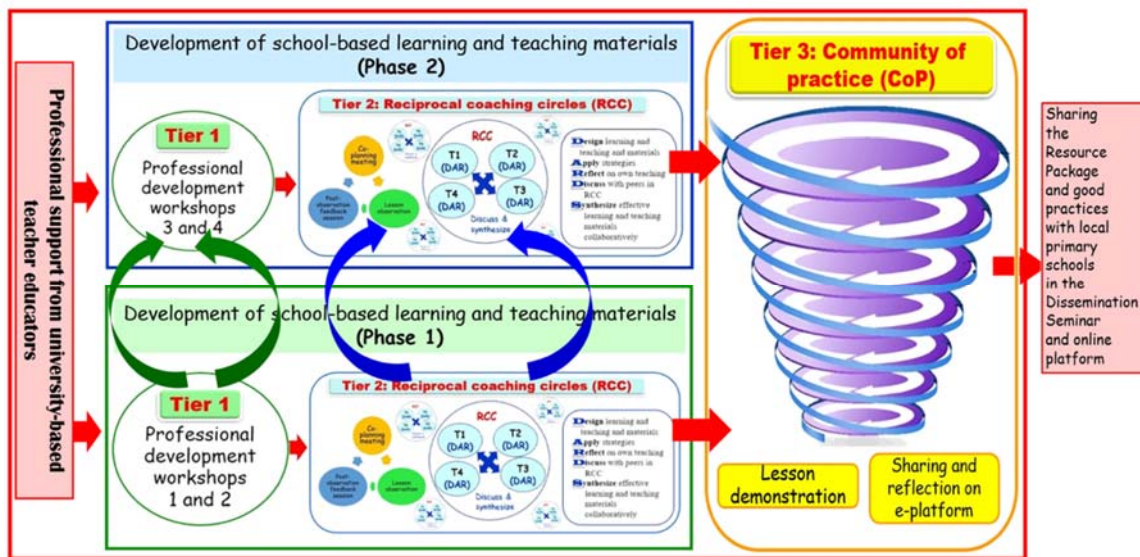 Professional support from university-based
teacher educators
Development of school-based learning and teaching materials
(Phase 2)
Tier 1
Professional
development
workshops
3 and 4
Tier 2: Reciprocal coaching circles (RCC)
Co-
planning
meeting
Post-
observation
feedback
session
Lesson
observation
RCC
T1
(DAR)
T2
(DAR)
T4
(DAR)
T3
(DAR)
Discuss &
synthesize
Design learning and
teaching and materials
Apply strategies
Reflect on own teaching
Discuss with peers in
RCC
Synthesize effective
learning and teaching
materials
collaboratively
Development of school-based learning and teaching materials
(Phase 1)
Tier 1
Professional
development
workshops
1 and 2
Tier 2: Reciprocal coaching circles (RCC)
Co-
planning
meeting
Post-
observation
feedback
session
Lesson
observation
RCC
T1
(DAR)
T2
(DAR)
T4
(DAR)
T3
(DAR)
Discuss &
synthesize
Design learning and
teaching and materials
Apply strategies
Reflect on own teaching
Discuss with peers in
RCC
Synthesize effective
learning and teaching
materials
collaboratively
Tier 3: Community of
practice (CoP)
Lesson
demonstration
Sharing and
reflection on
e-platform
Sharing
the
Resource
Package
and good
practices
with local
primary
schools
in the
Dissemination
Seminar
and online
platform